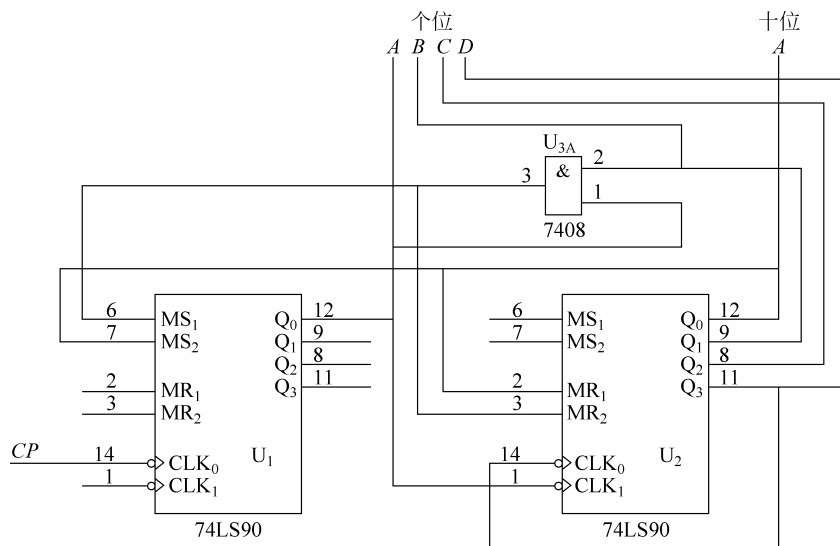 个位 十位
A B C D A
U3A
3 & 2
1
7408
6 MS1 Q0 12 6 MS1 Q0 12
7 MS2 Q1 9 7 MS2 Q1 9
Q2 8 Q2 8
2 MR1 Q3 11 2 MR1 Q3 11
3 MR2 3 MR2
CP 14 CLK0 U1 14 CLK0 U2
1 CLK1 1 CLK1
74LS90 74LS90